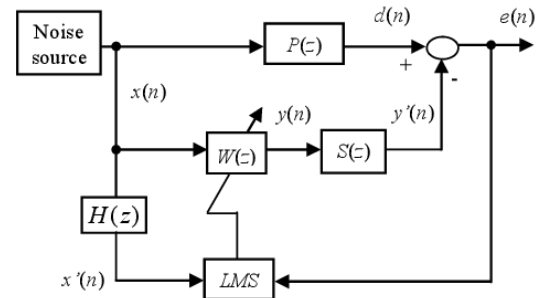 Noise
source
x(n)
P(z)
d(n)
+
-
e(n)
W(z)
y(n)
S(z)
y'(n)
H(z)
x'(n)
LMS